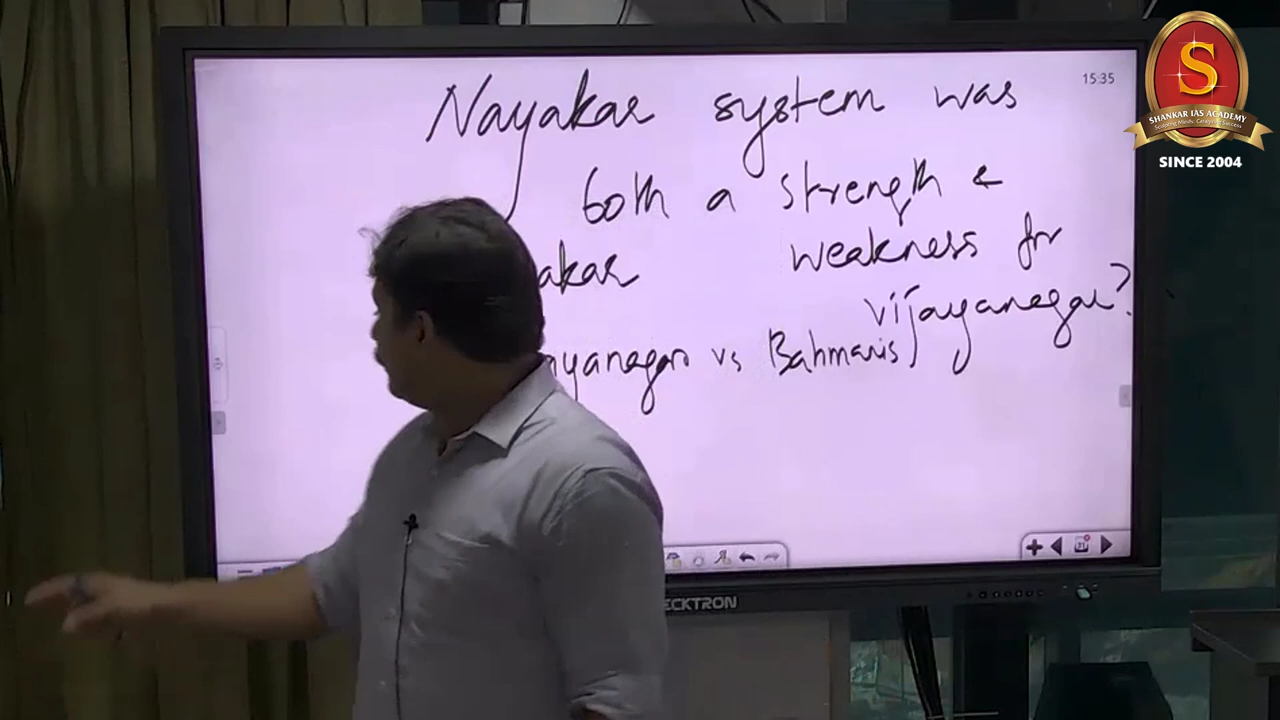 15:35
Nayakar system was
both a strength &
akar weakness for
vijayanagar?
nyanagar vs Bahmanis
S
SHANKAR IAS ACADEMY
SINCE 2004
ECKTRON